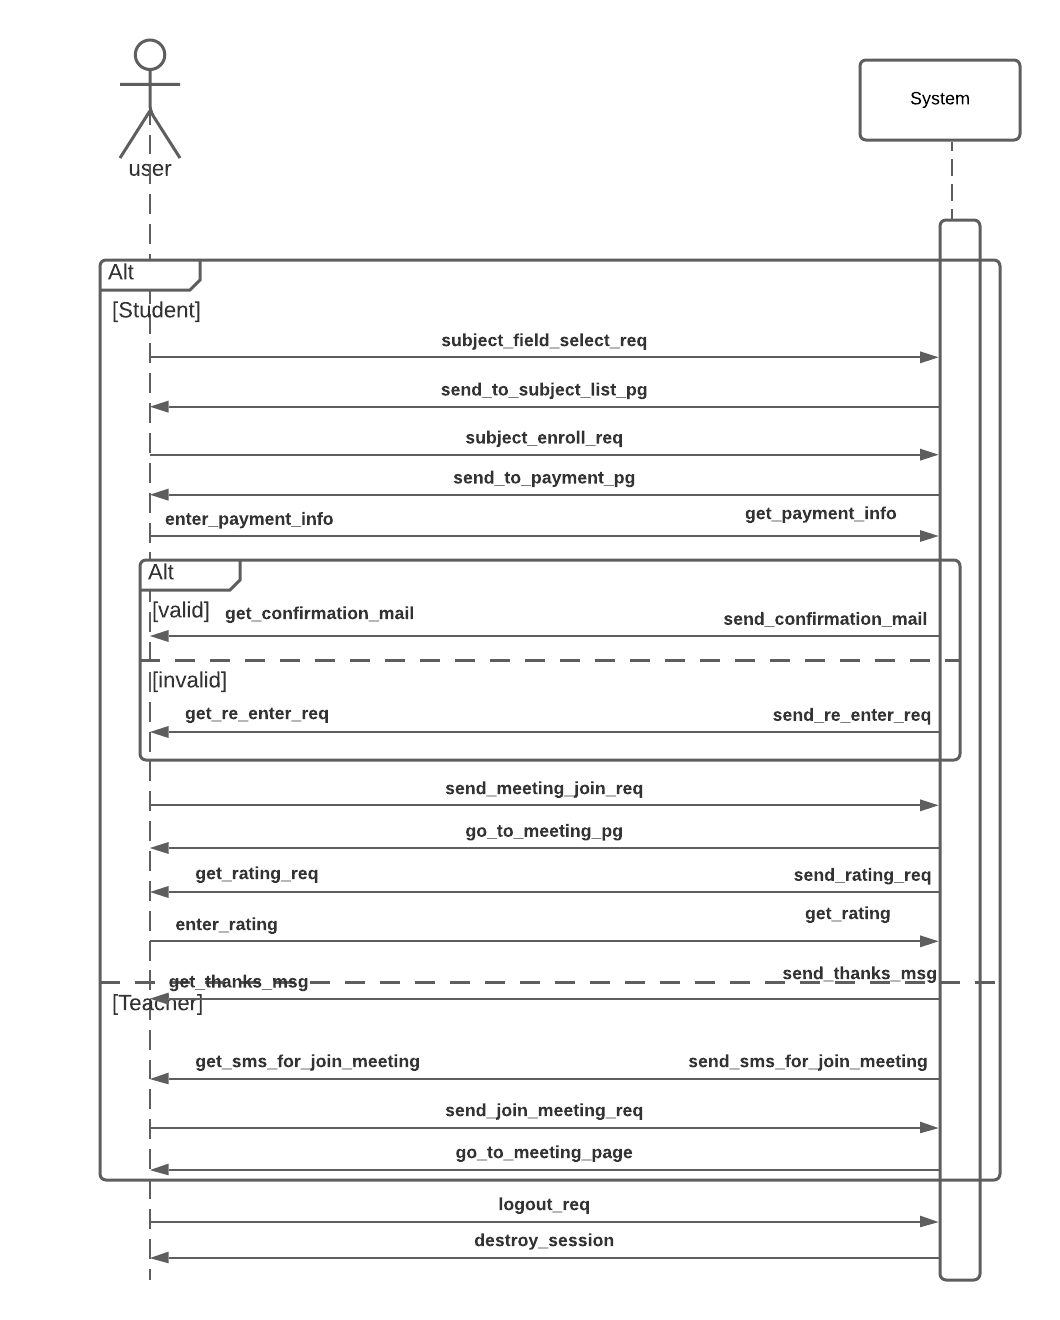 user
System
Alt
[Student]
subject_field_select_req
send_to_subject_list_pg
subject_enroll_req
send_to_payment_pg
enter_payment_info
get_payment_info
Alt
[valid]
get_confirmation_mail
send_confirmation_mail
[invalid]
get_re_enter_req
send_re_enter_req
send_meeting_join_req
go_to_meeting_pg
get_rating_req
send_rating_req
enter_rating
get_rating
get_thanks_msg
send_thanks_msg
[Teacher]
get_sms_for_join_meeting
send_sms_for_join_meeting
send_join_meeting_req
go_to_meeting_page
logout_req
destroy_session